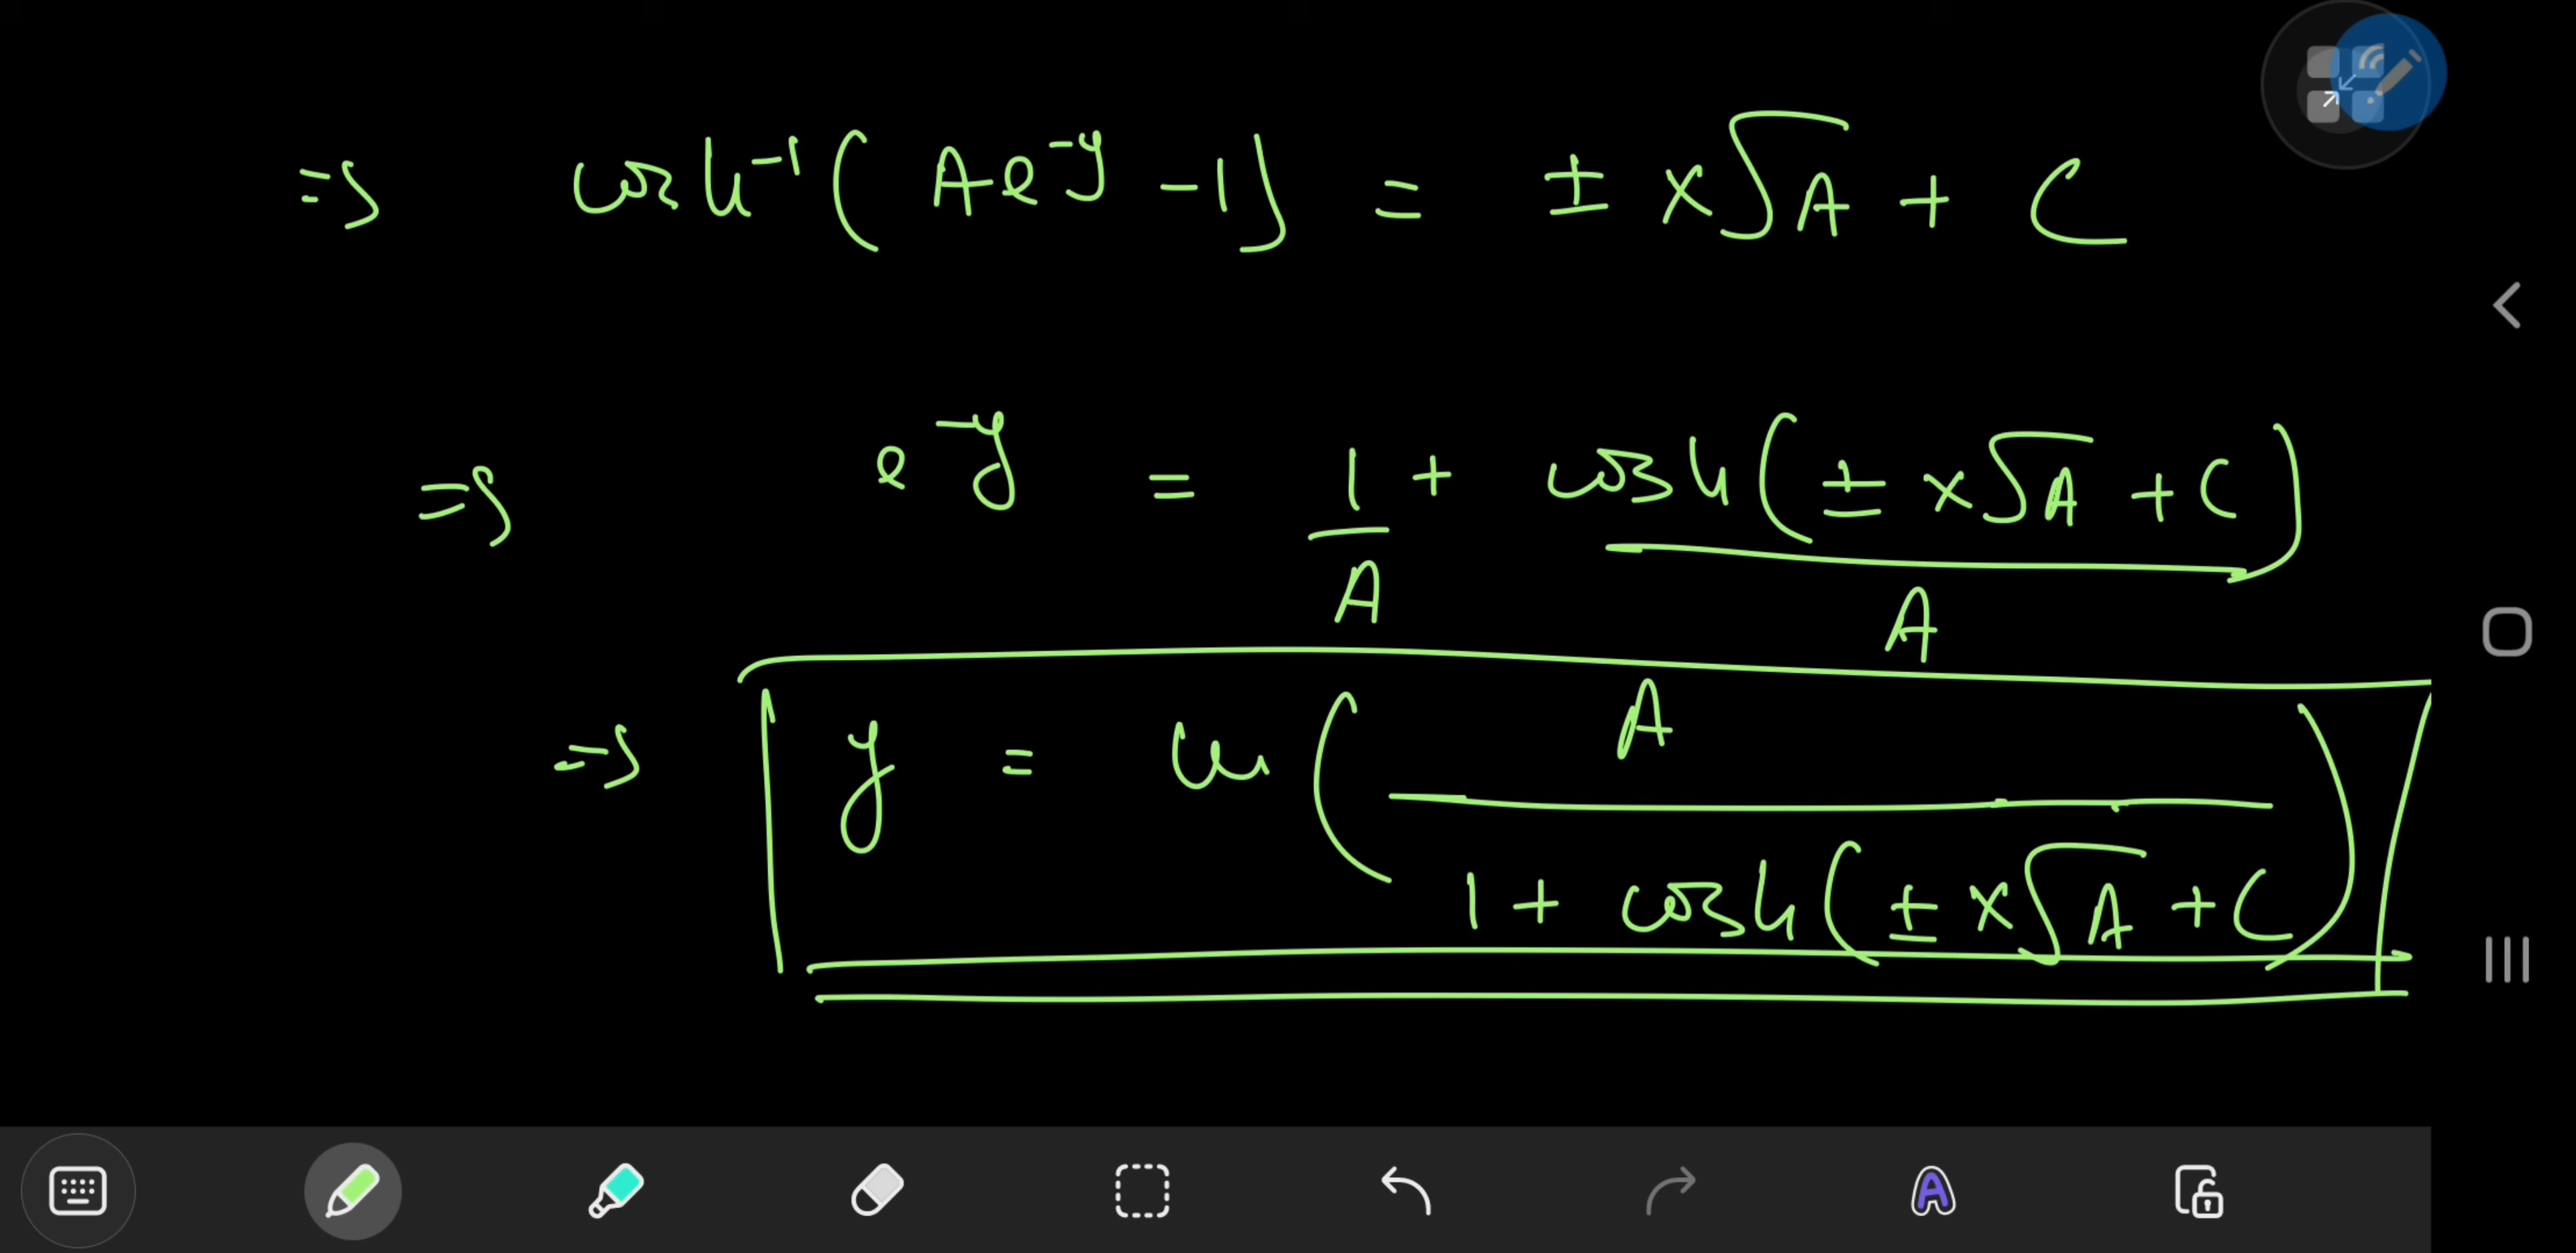 ⇒ cosh⁻¹(Ae⁻ʸ - 1) = ± x√A + C
⇒ e⁻ʸ = 1/A + cosh(± x√A + C)/A
⇒ y = ln(A/(1 + cosh(± x√A + C)))
A